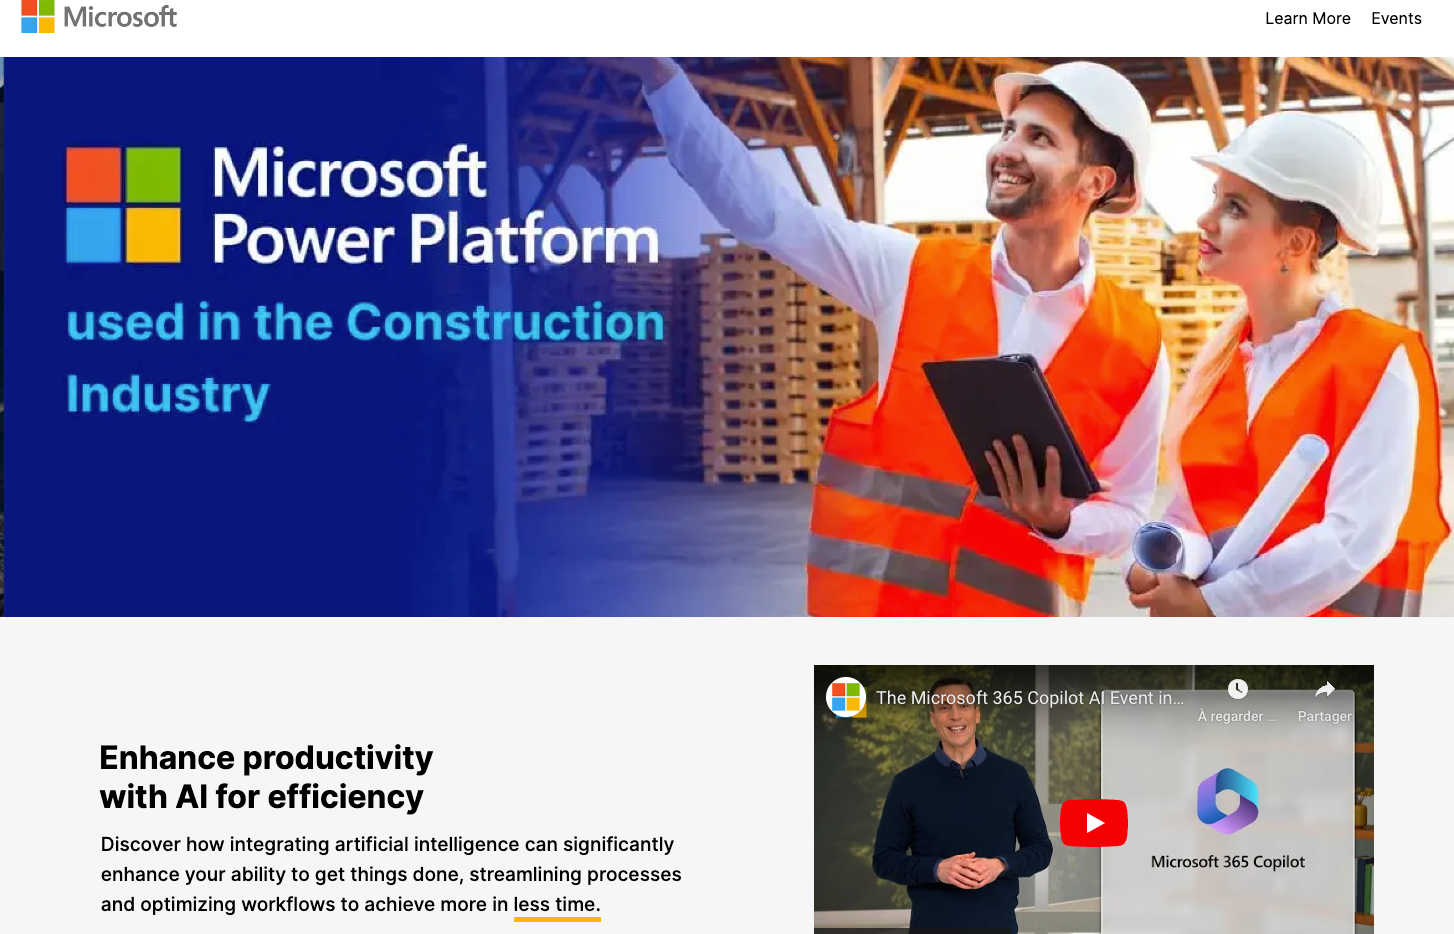 Microsoft
Learn More
Events
Microsoft
Power Platform
used in the Construction
Industry
Enhance productivity
with AI for efficiency
Discover how integrating artificial intelligence can significantly
enhance your ability to get things done, streamlining processes
and optimizing workflows to achieve more in less time.
The Microsoft 365 Copilot AI Event in...
À regarder ...
Partager
Microsoft 365 Copilot